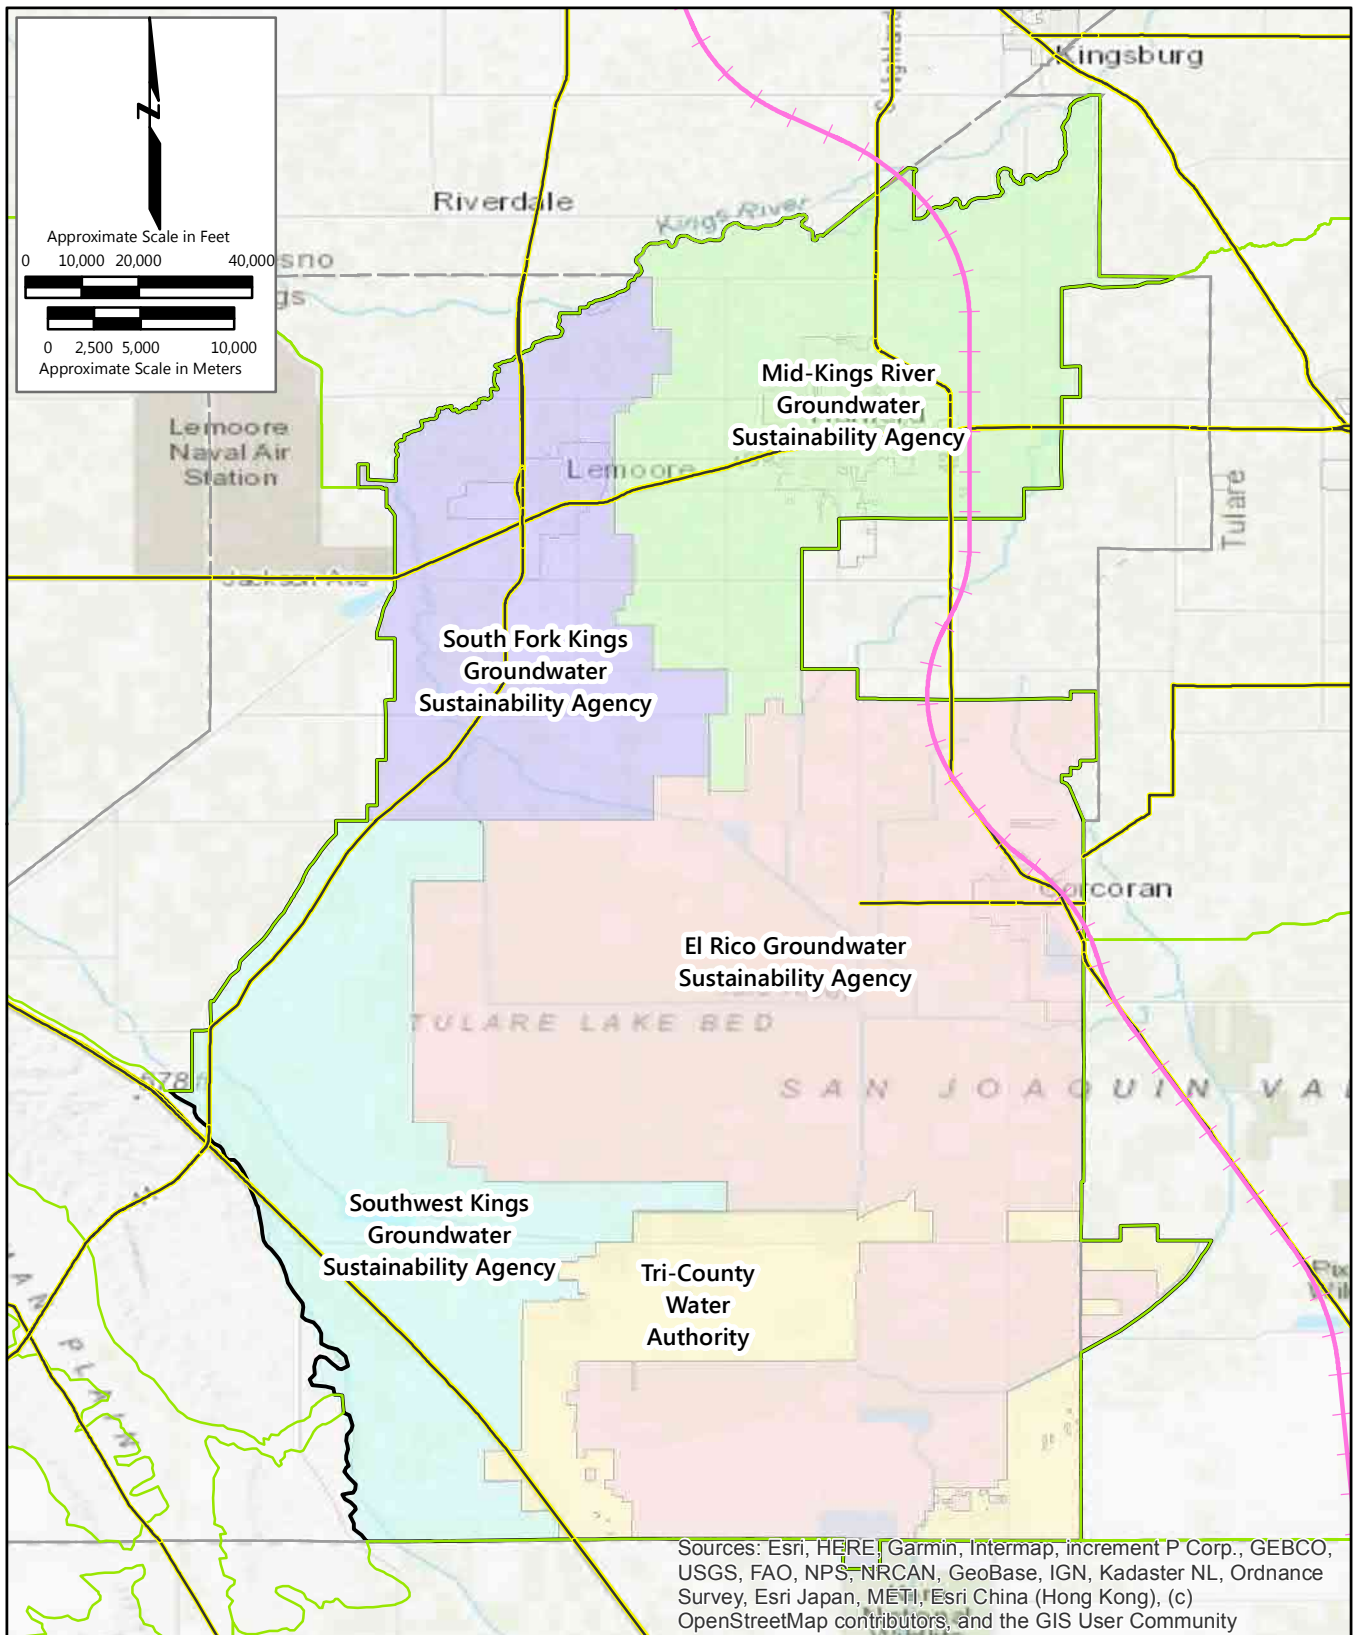 Kingsburg
Z
Riverdale
Kings River
Approximate Scale in Feet
0 10,000 20,000 40,000
0 2,500 5,000 10,000
Approximate Scale in Meters
Mid-Kings River
Groundwater
Sustainability Agency
Lemoore
Naval Air
Station
Lemoore
Tulare
Jackson Ave
South Fork Kings
Groundwater
Sustainability Agency
Corcoran
El Rico Groundwater
Sustainability Agency
TULARE LAKE BED
SAN JOAQUIN VAL
Southwest Kings
Groundwater
Sustainability Agency
Tri-County
Water
Authority
PLAIN
Sources: Esri, HERE, Garmin, Intermap, increment P Corp., GEBCO,
USGS, FAO, NPS, NRCAN, GeoBase, IGN, Kadaster NL, Ordnance
Survey, Esri Japan, METI, Esri China (Hong Kong), (c)
OpenStreetMap contributors, and the GIS User Community